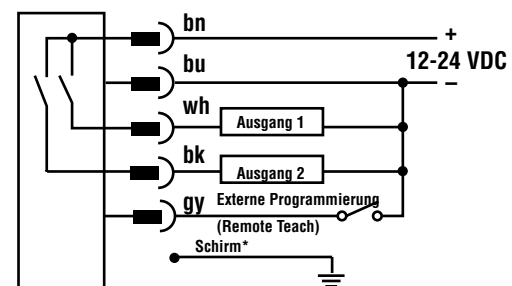 bn
+
bu
12-24 VDC
–
wh
Ausgang 1
bk
Ausgang 2
gy
Externe Programmierung
(Remote Teach)
Schirm*